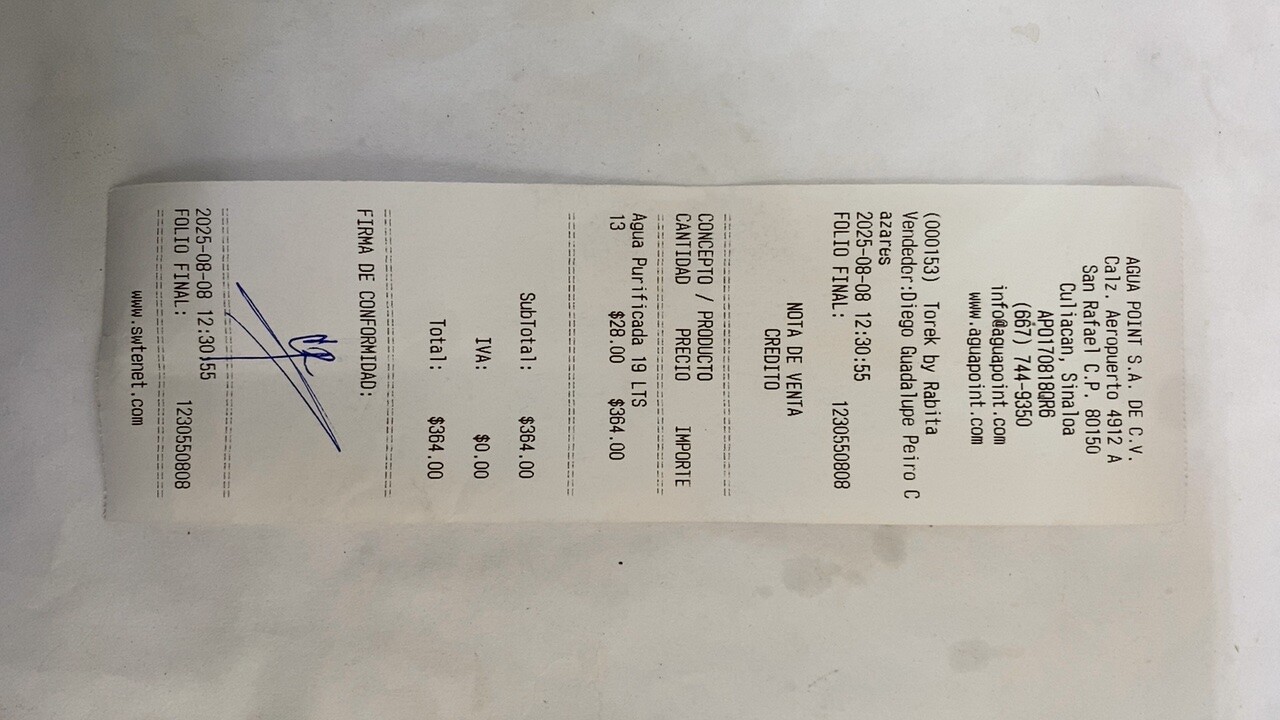 AGUA POINT S.A. DE C.V.
Calz. Aeropuerto 4912 A
San Rafael C.P. 80150
Culiacan, Sinaloa
APO170818QR6
(667) 744-9350
info@aguapoint.com
www.aguapoint.com
(000153) Torek by Rabita
Vendedor:Diego Guadalupe Peiro C
azares
2025-08-08 12:30:55
FOLIO FINAL: 1230550808
NOTA DE VENTA
CREDITO
CONCEPTO / PRODUCTO
CANTIDAD PRECIO IMPORTE
Agua Purificada 19 LTS
13 $28.00 $364.00
SubTotal: $364.00
IVA: $0.00
Total: $364.00
FIRMA DE CONFORMIDAD:
2025-08-08 12:30:55
FOLIO FINAL: 1230550808
www.swtenet.com